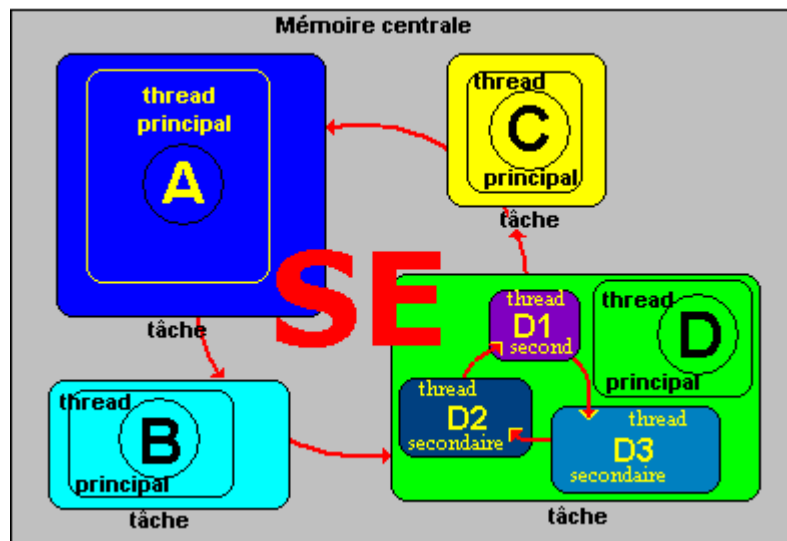 Mémoire centrale
thread
principal
A
tâche
thread
C
principal
tâche
SE
thread
B
principal
tâche
thread
D1
second
thread
D
principal
thread
D2
secondaire
thread
D3
secondaire
tâche